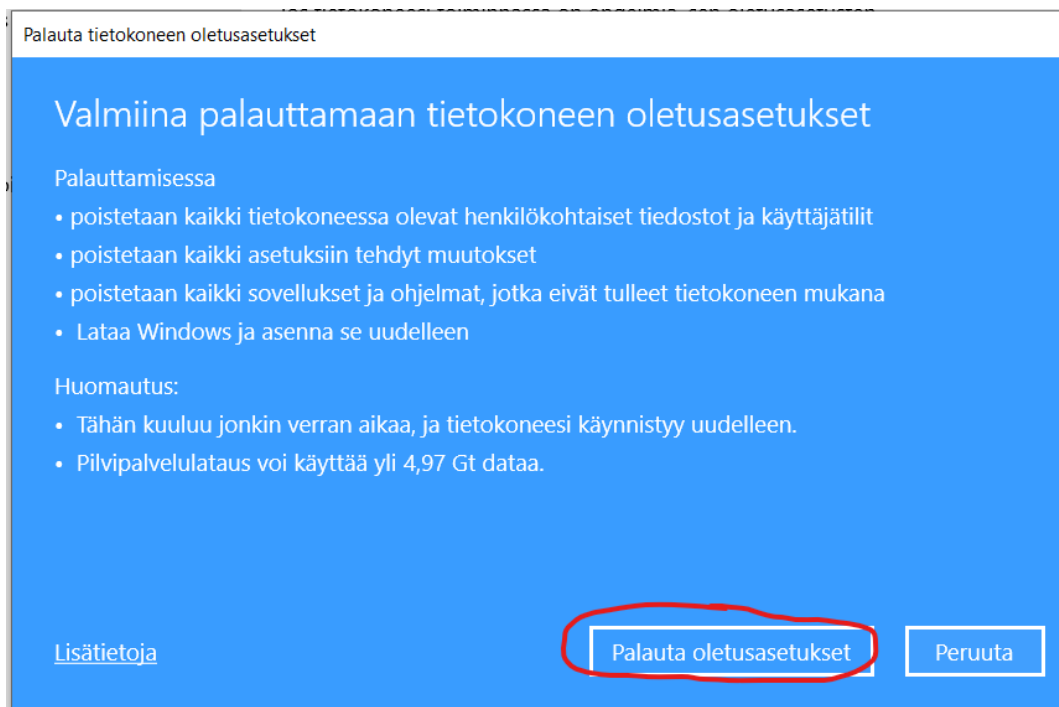 Palauta tietokoneen oletusasetukset
Valmiina palauttamaan tietokoneen oletusasetukset
Palauttamisessa
• poistetaan kaikki tietokoneessa olevat henkilökohtaiset tiedostot ja käyttäjätilit
• poistetaan kaikki asetuksiin tehdyt muutokset
• poistetaan kaikki sovellukset ja ohjelmat, jotka eivät tulleet tietokoneen mukana
• Lataa Windows ja asenna se uudelleen
Huomautus:
• Tähän kuuluu jonkin verran aikaa, ja tietokoneesi käynnistyy uudelleen.
• Pilvipalvelulataus voi käyttää yli 4,97 Gt dataa.
Lisätietoja
Palauta oletusasetukset
Peruuta